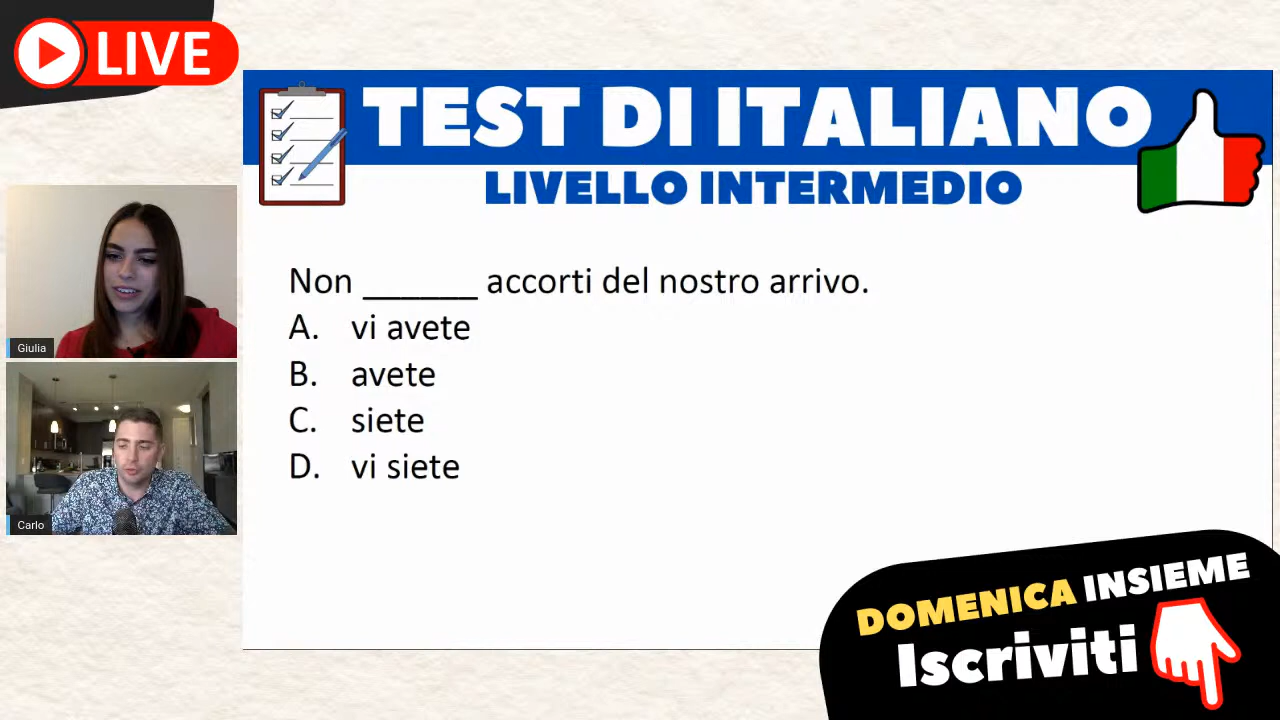 LIVE
TEST DI ITALIANO
LIVELLO INTERMEDIO
Giulia
Carlo
Non ______ accorti del nostro arrivo.
A. vi avete
B. avete
C. siete
D. vi siete
DOMENICA INSIEME
Iscriviti